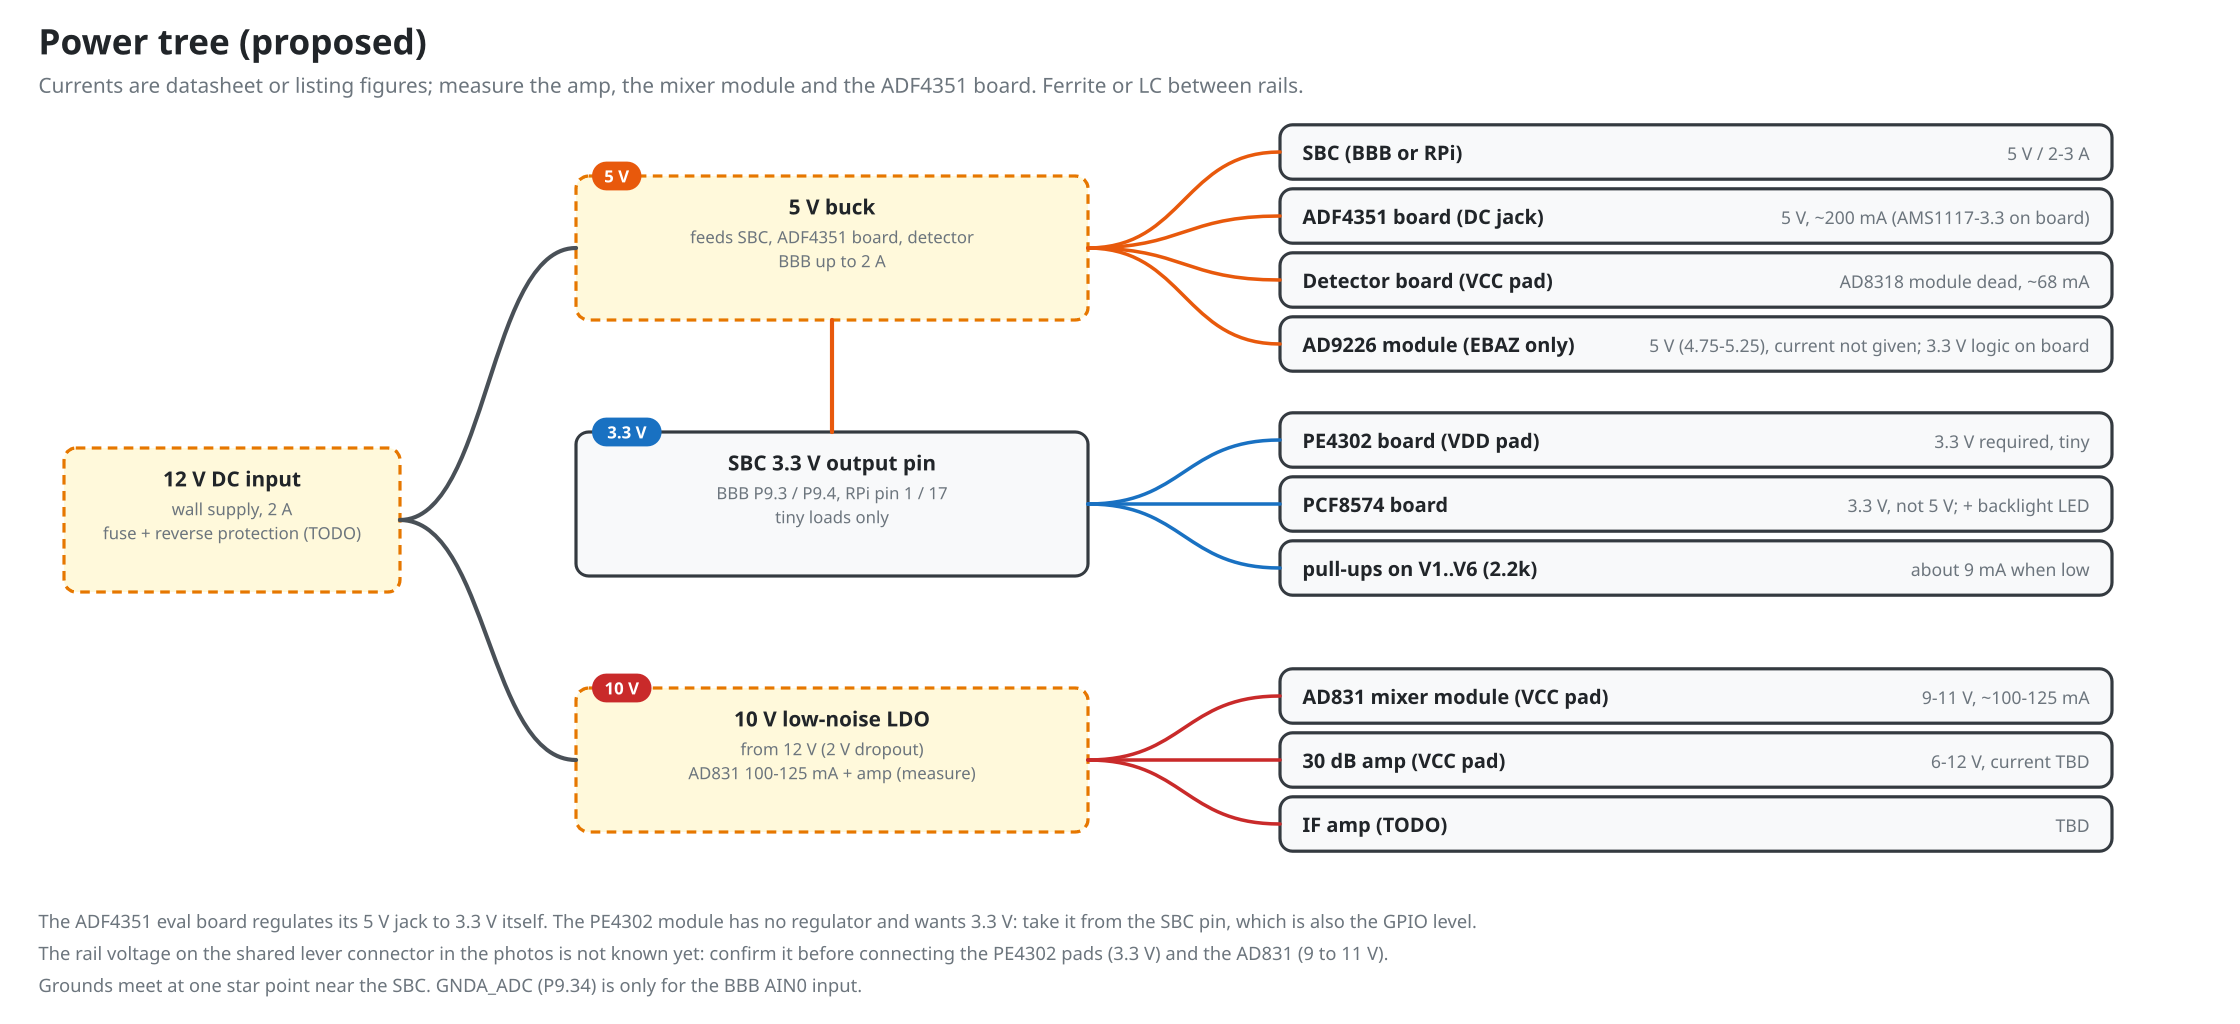 Power tree (proposed)
Currents are datasheet or listing figures; measure the amp, the mixer module and the ADF4351 board. Ferrite or LC between rails.
12 V DC input
wall supply, 2 A
fuse + reverse protection (TODO)
5 V
5 V buck
feeds SBC, ADF4351 board, detector
BBB up to 2 A
3.3 V
SBC 3.3 V output pin
BBB P9.3 / P9.4, RPi pin 1 / 17
tiny loads only
10 V
10 V low-noise LDO
from 12 V (2 V dropout)
AD831 100-125 mA + amp (measure)
SBC (BBB or RPi) 5 V / 2-3 A
ADF4351 board (DC jack) 5 V, ~200 mA (AMS1117-3.3 on board)
Detector board (VCC pad) AD8318 module dead, ~68 mA
AD9226 module (EBAZ only) 5 V (4.75-5.25), current not given; 3.3 V logic on board
PE4302 board (VDD pad) 3.3 V required, tiny
PCF8574 board 3.3 V, not 5 V; + backlight LED
pull-ups on V1..V6 (2.2k) about 9 mA when low
AD831 mixer module (VCC pad) 9-11 V, ~100-125 mA
30 dB amp (VCC pad) 6-12 V, current TBD
IF amp (TODO) TBD
The ADF4351 eval board regulates its 5 V jack to 3.3 V itself. The PE4302 module has no regulator and wants 3.3 V: take it from the SBC pin, which is also the GPIO level.
The rail voltage on the shared lever connector in the photos is not known yet: confirm it before connecting the PE4302 pads (3.3 V) and the AD831 (9 to 11 V).
Grounds meet at one star point near the SBC. GNDA_ADC (P9.34) is only for the BBB AIN0 input.